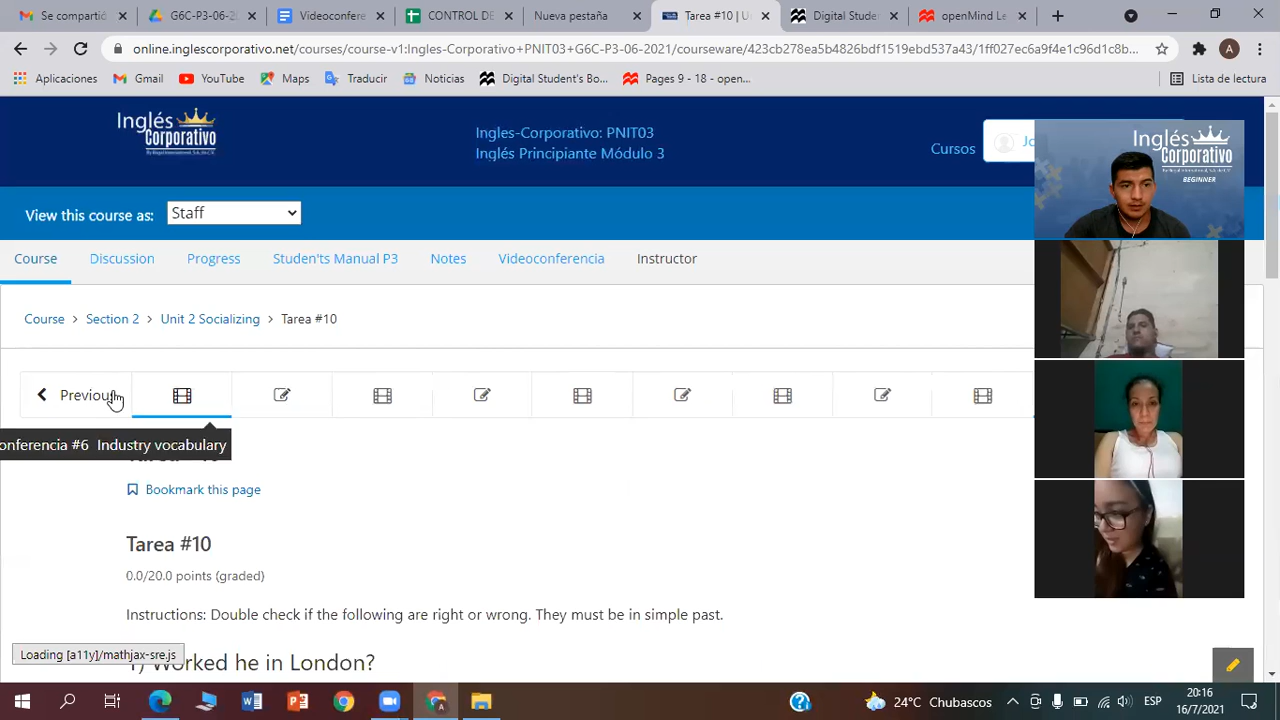 Se compartió
G6C-P3-06-202
Videoconfere
CONTROL DE
Nueva pestaña
Tarea #10 | U
Digital Stude
openMind Le
online.inglescorporativo.net/courses/course-v1:Ingles-Corporativo+PNIT03+G6C-P3-06-2021/courseware/423cb278ea5b4826bdf1519ebd537a43/1ff027ec6a9f4e1c96d1c8b...
A
Aplicaciones
Gmail
YouTube
Maps
Traducir
Noticias
Digital Student's Bo...
Pages 9 - 18 - open...
Lista de lectura
Inglés
Corporativo
Ingles-Corporativo: PNIT03
Inglés Principiante Módulo 3
Cursos
Jo
Inglés
Corporativo
BEGINNER
View this course as:
Staff
Course
Discussion
Progress
Studen'ts Manual P3
Notes
Videoconferencia
Instructor
Course > Section 2 > Unit 2 Socializing > Tarea #10
Previous
onferencia #6 Industry vocabulary
Bookmark this page
Tarea #10
0.0/20.0 points (graded)
Instructions: Double check if the following are right or wrong. They must be in simple past.
1) Worked he in London?
Loading [a11y]/mathjax-sre.js
24°C Chubascos
ESP
20:16
16/7/2021